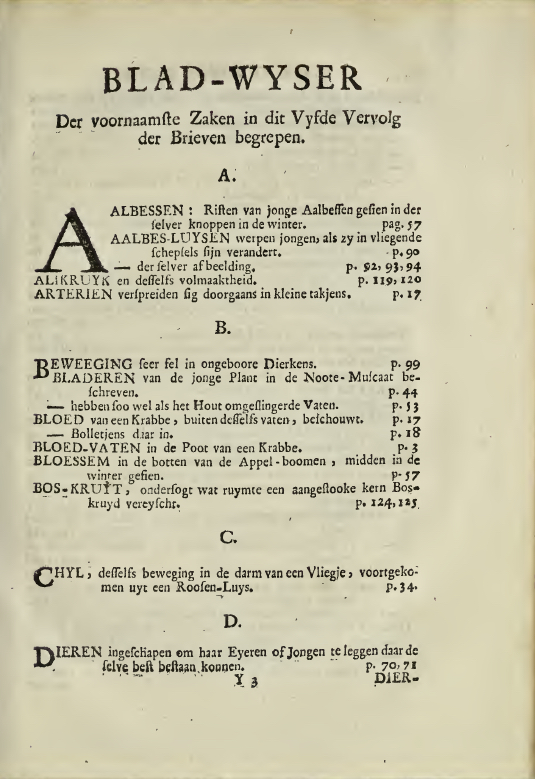 BLAD-WYSER
Der voornaamſte Zaken in dit Vyfde Vervolg
der Brieven begrepen.
A.
AALBESSEN : Riſten van jonge Aalbeſſen geſien in der
ſelver knoppen in de winter. pag. 57
AALBES-LUYSEN werpen jongen, als zy in vliegende
ſchepſels ſijn verandert. p. 90
— der ſelver afbeelding. p. 92, 93, 94
ALIKRUYK en deſſelfs volmaaktheid. p. 119, 120
ARTERIEN verſpreiden ſig doorgaans in kleine takjens. p. 17.
B.
BEWEEGING ſeer fel in ongeboore Dierkens. p. 99
BLADEREN van de jonge Plant in de Noote-Muſcaat be-
ſchreven. p. 44
— hebben ſoo wel als het Hout omgeſlingerde Vaten. p. 53
BLOED van een Krabbe, buiten deſſelfs vaten, beſchouwt. p. 17
— Bolletjens daar in. p. 18
BLOED-VATEN in de Poot van een Krabbe. p. 3
BLOESSEM in de botten van de Appel-boomen, midden in de
winter geſien. p. 57
BOS-KRUYT, onderſogt wat ruymte een aangeſtooke kern Bos-
kruyd vereyſcht. p. 124, 125
C.
CHYL, deſſelfs beweging in de darm van een Vliegje, voortgeko-
men uyt een Rooſen-Luys. p. 34.
D.
DIEREN ingeſchapen om haar Eyeren of Jongen te leggen daar de
ſelve beſt beſtaan konnen. p. 70, 71
Y 3 DIER-